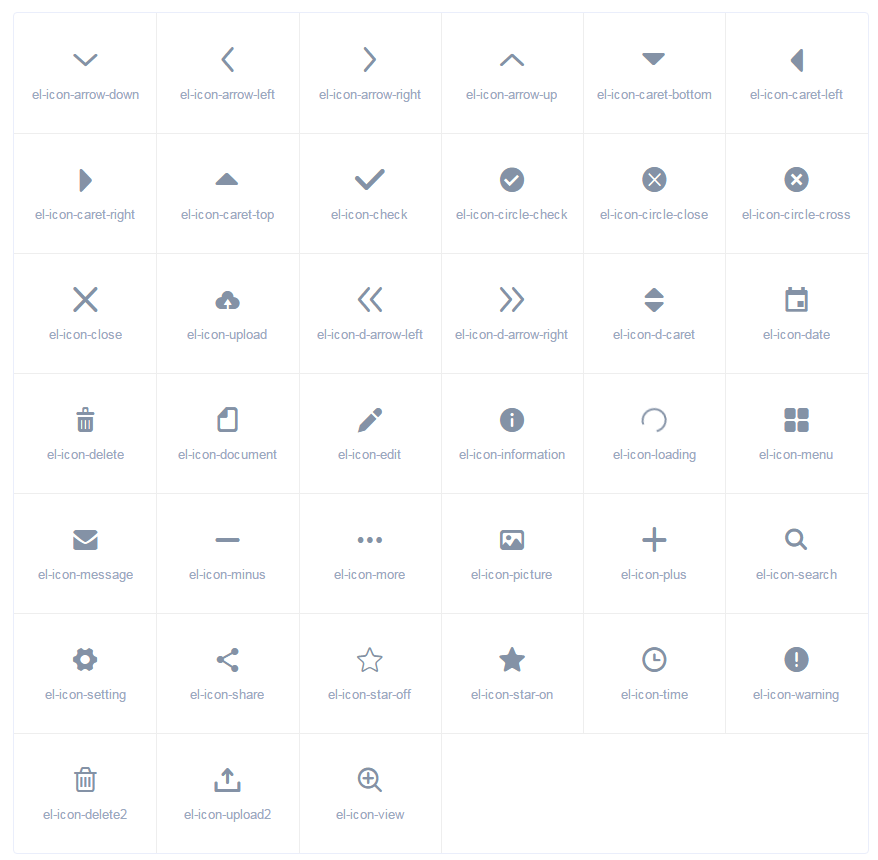 el-icon-arrow-down
el-icon-arrow-left
el-icon-arrow-right
el-icon-arrow-up
el-icon-caret-bottom
el-icon-caret-left
el-icon-caret-right
el-icon-caret-top
el-icon-check
el-icon-circle-check
el-icon-circle-close
el-icon-circle-cross
el-icon-close
el-icon-upload
el-icon-d-arrow-left
el-icon-d-arrow-right
el-icon-d-caret
el-icon-date
el-icon-delete
el-icon-document
el-icon-edit
el-icon-information
el-icon-loading
el-icon-menu
el-icon-message
el-icon-minus
el-icon-more
el-icon-picture
el-icon-plus
el-icon-search
el-icon-setting
el-icon-share
el-icon-star-off
el-icon-star-on
el-icon-time
el-icon-warning
el-icon-delete2
el-icon-upload2
el-icon-view